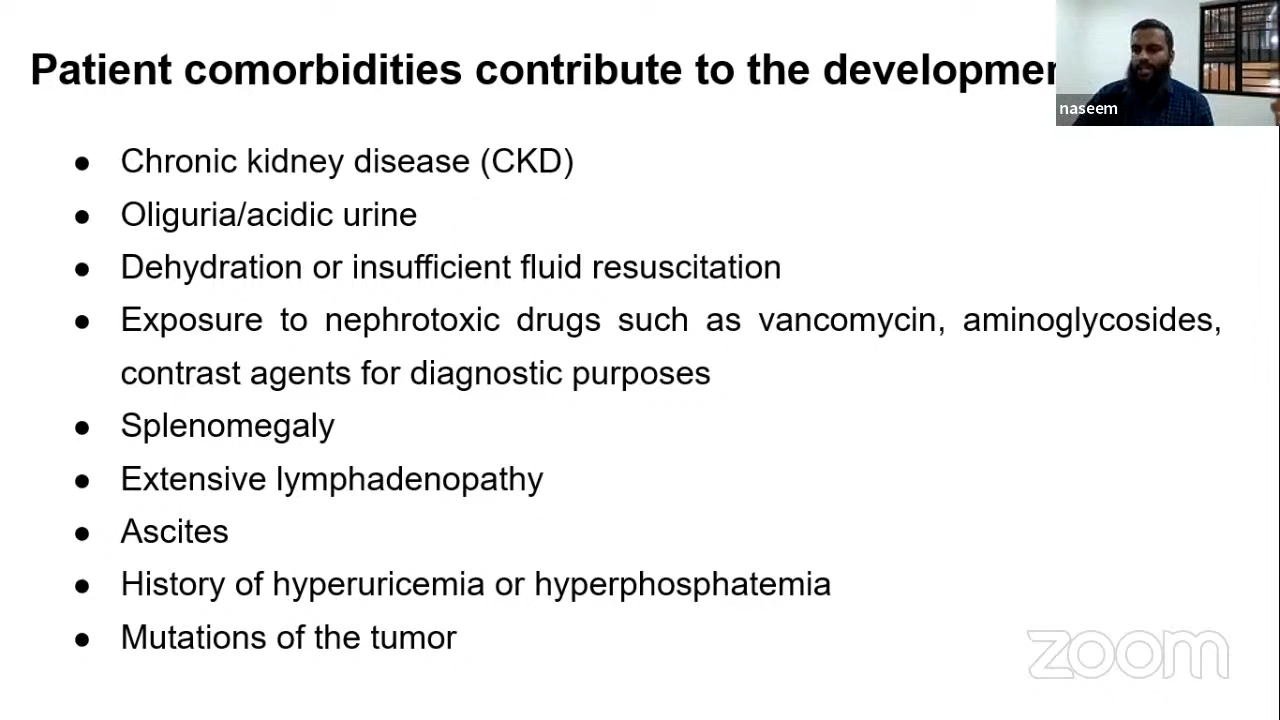 Patient comorbidities contribute to the
naseem
● Chronic kidney disease (CKD)
● Oliguria/acidic urine
● Dehydration or insufficient fluid resuscitation
● Exposure to nephrotoxic drugs such as vancomycin, aminoglycosides,
contrast agents for diagnostic purposes
● Splenomegaly
● Extensive lymphadenopathy
● Ascites
● History of hyperuricemia or hyperphosphatemia
● Mutations of the tumor
zoom